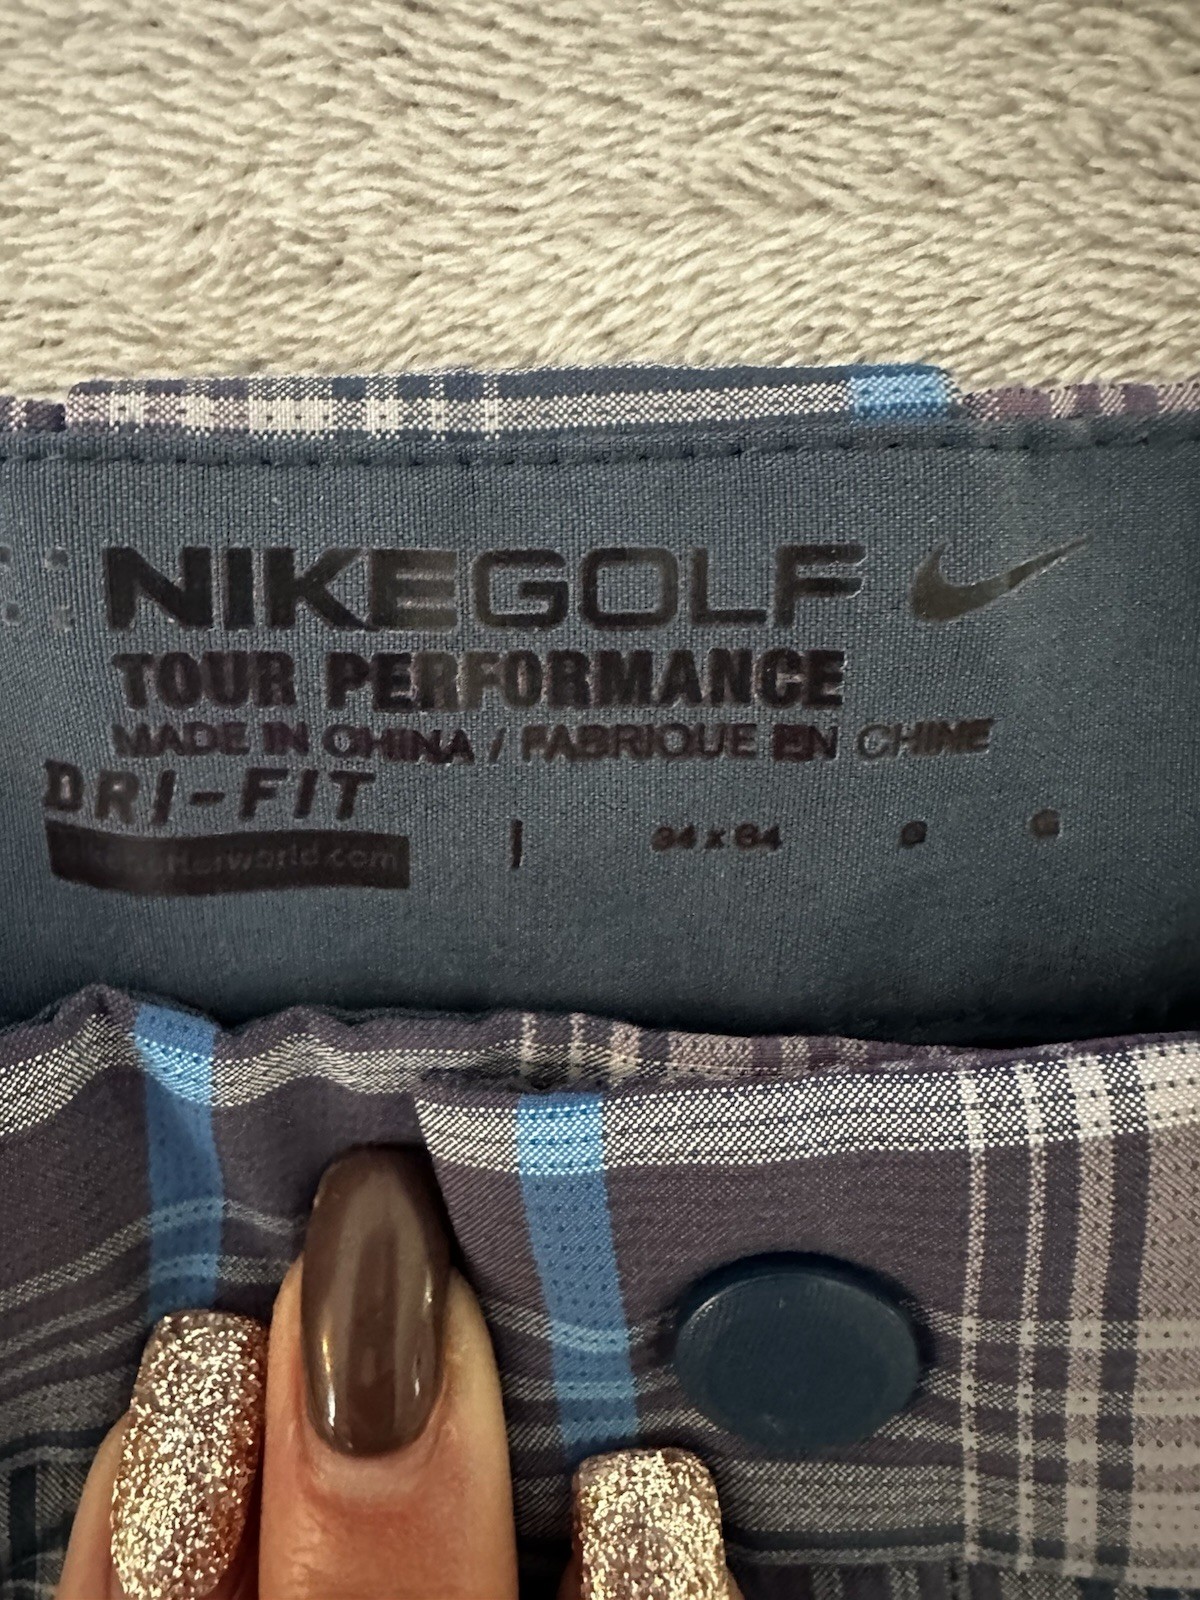 NIKEGOLF
TOUR PERFORMANCE
MADE IN CHINA / FABRIQUE EN CHINE
DRI-FIT
34 x 34